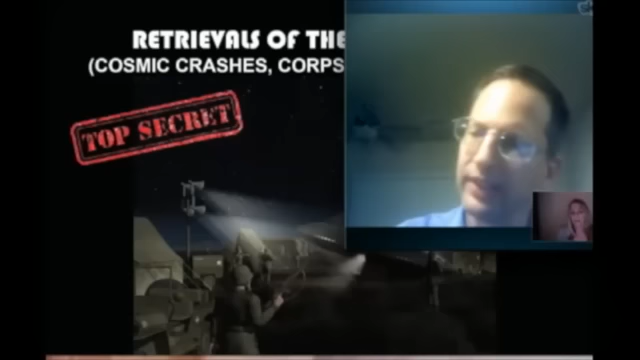 RETRIEVALS OF THE
(COSMIC CRASHES, CORPS
TOP SECRET